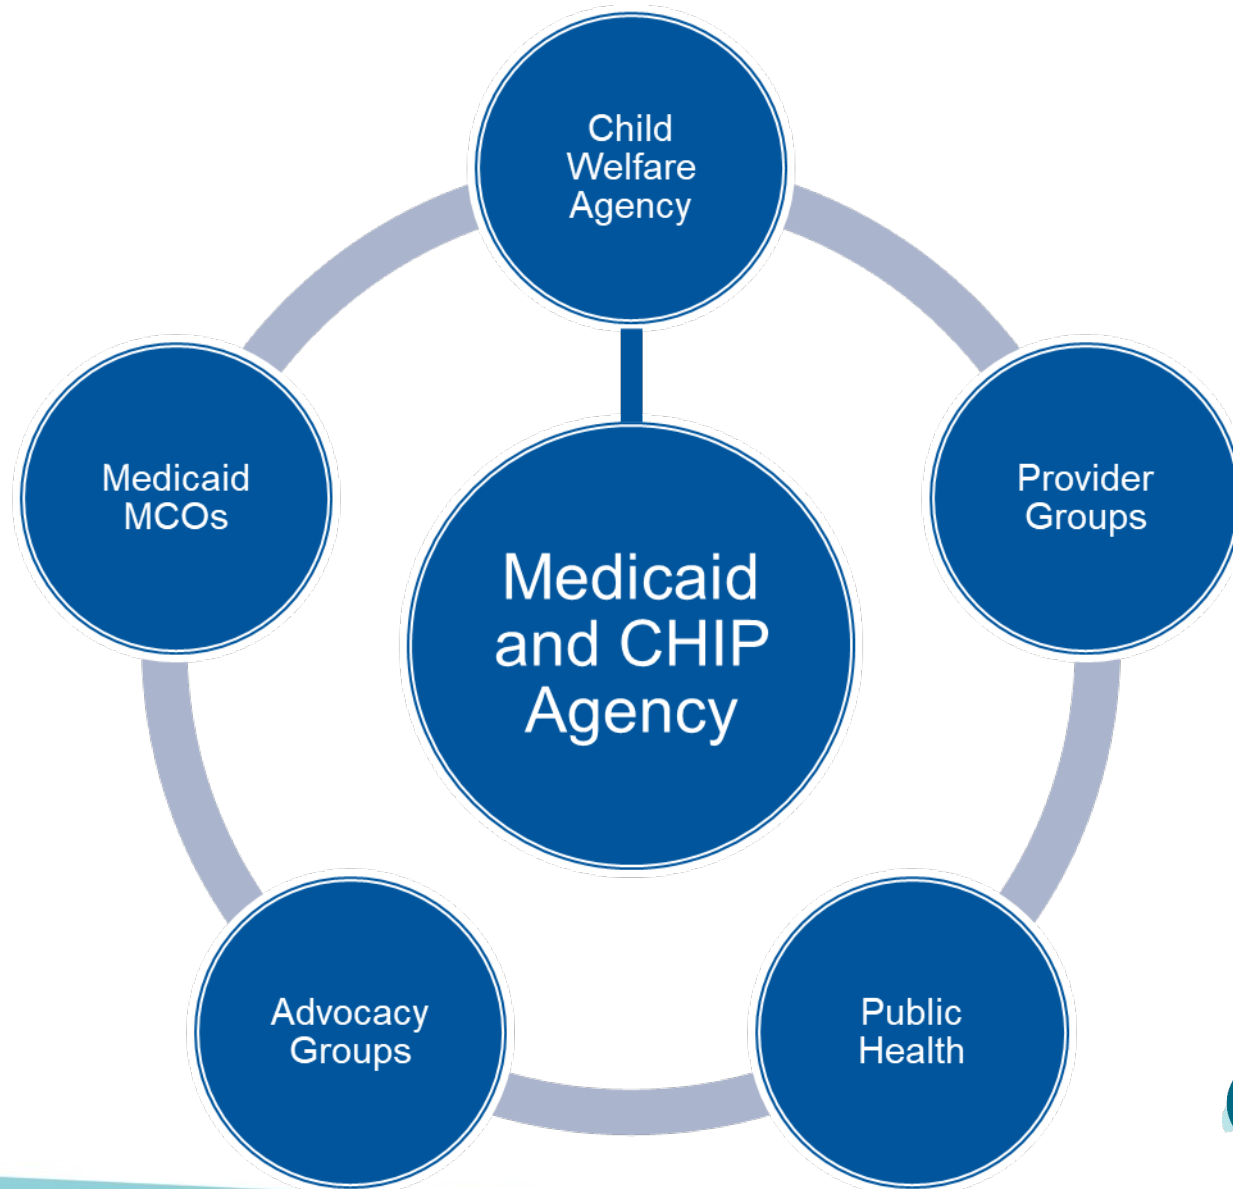 Child
Welfare
Agency
Medicaid
MCOs
Provider
Groups
Medicaid
and CHIP
Agency
Advocacy
Groups
Public
Health